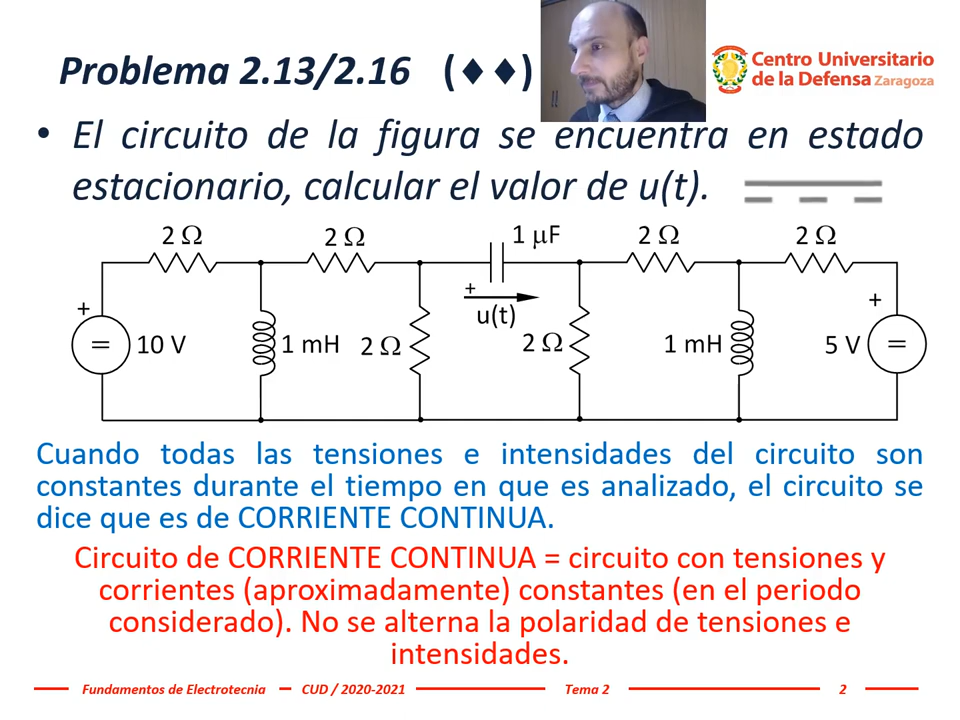 Problema 2.13/2.16 (♦♦)
Centro Universitario
de la Defensa Zaragoza
• El circuito de la figura se encuentra en estado
estacionario, calcular el valor de u(t).
2 Ω 2 Ω 1 μF 2 Ω 2 Ω
+ + +
u(t)
= 10 V 1 mH 2 Ω 2 Ω 1 mH 5 V =
Cuando todas las tensiones e intensidades del circuito son
constantes durante el tiempo en que es analizado, el circuito se
dice que es de CORRIENTE CONTINUA.
Circuito de CORRIENTE CONTINUA = circuito con tensiones y
corrientes (aproximadamente) constantes (en el periodo
considerado). No se alterna la polaridad de tensiones e
intensidades.
Fundamentos de Electrotecnia CUD / 2020-2021 Tema 2 2